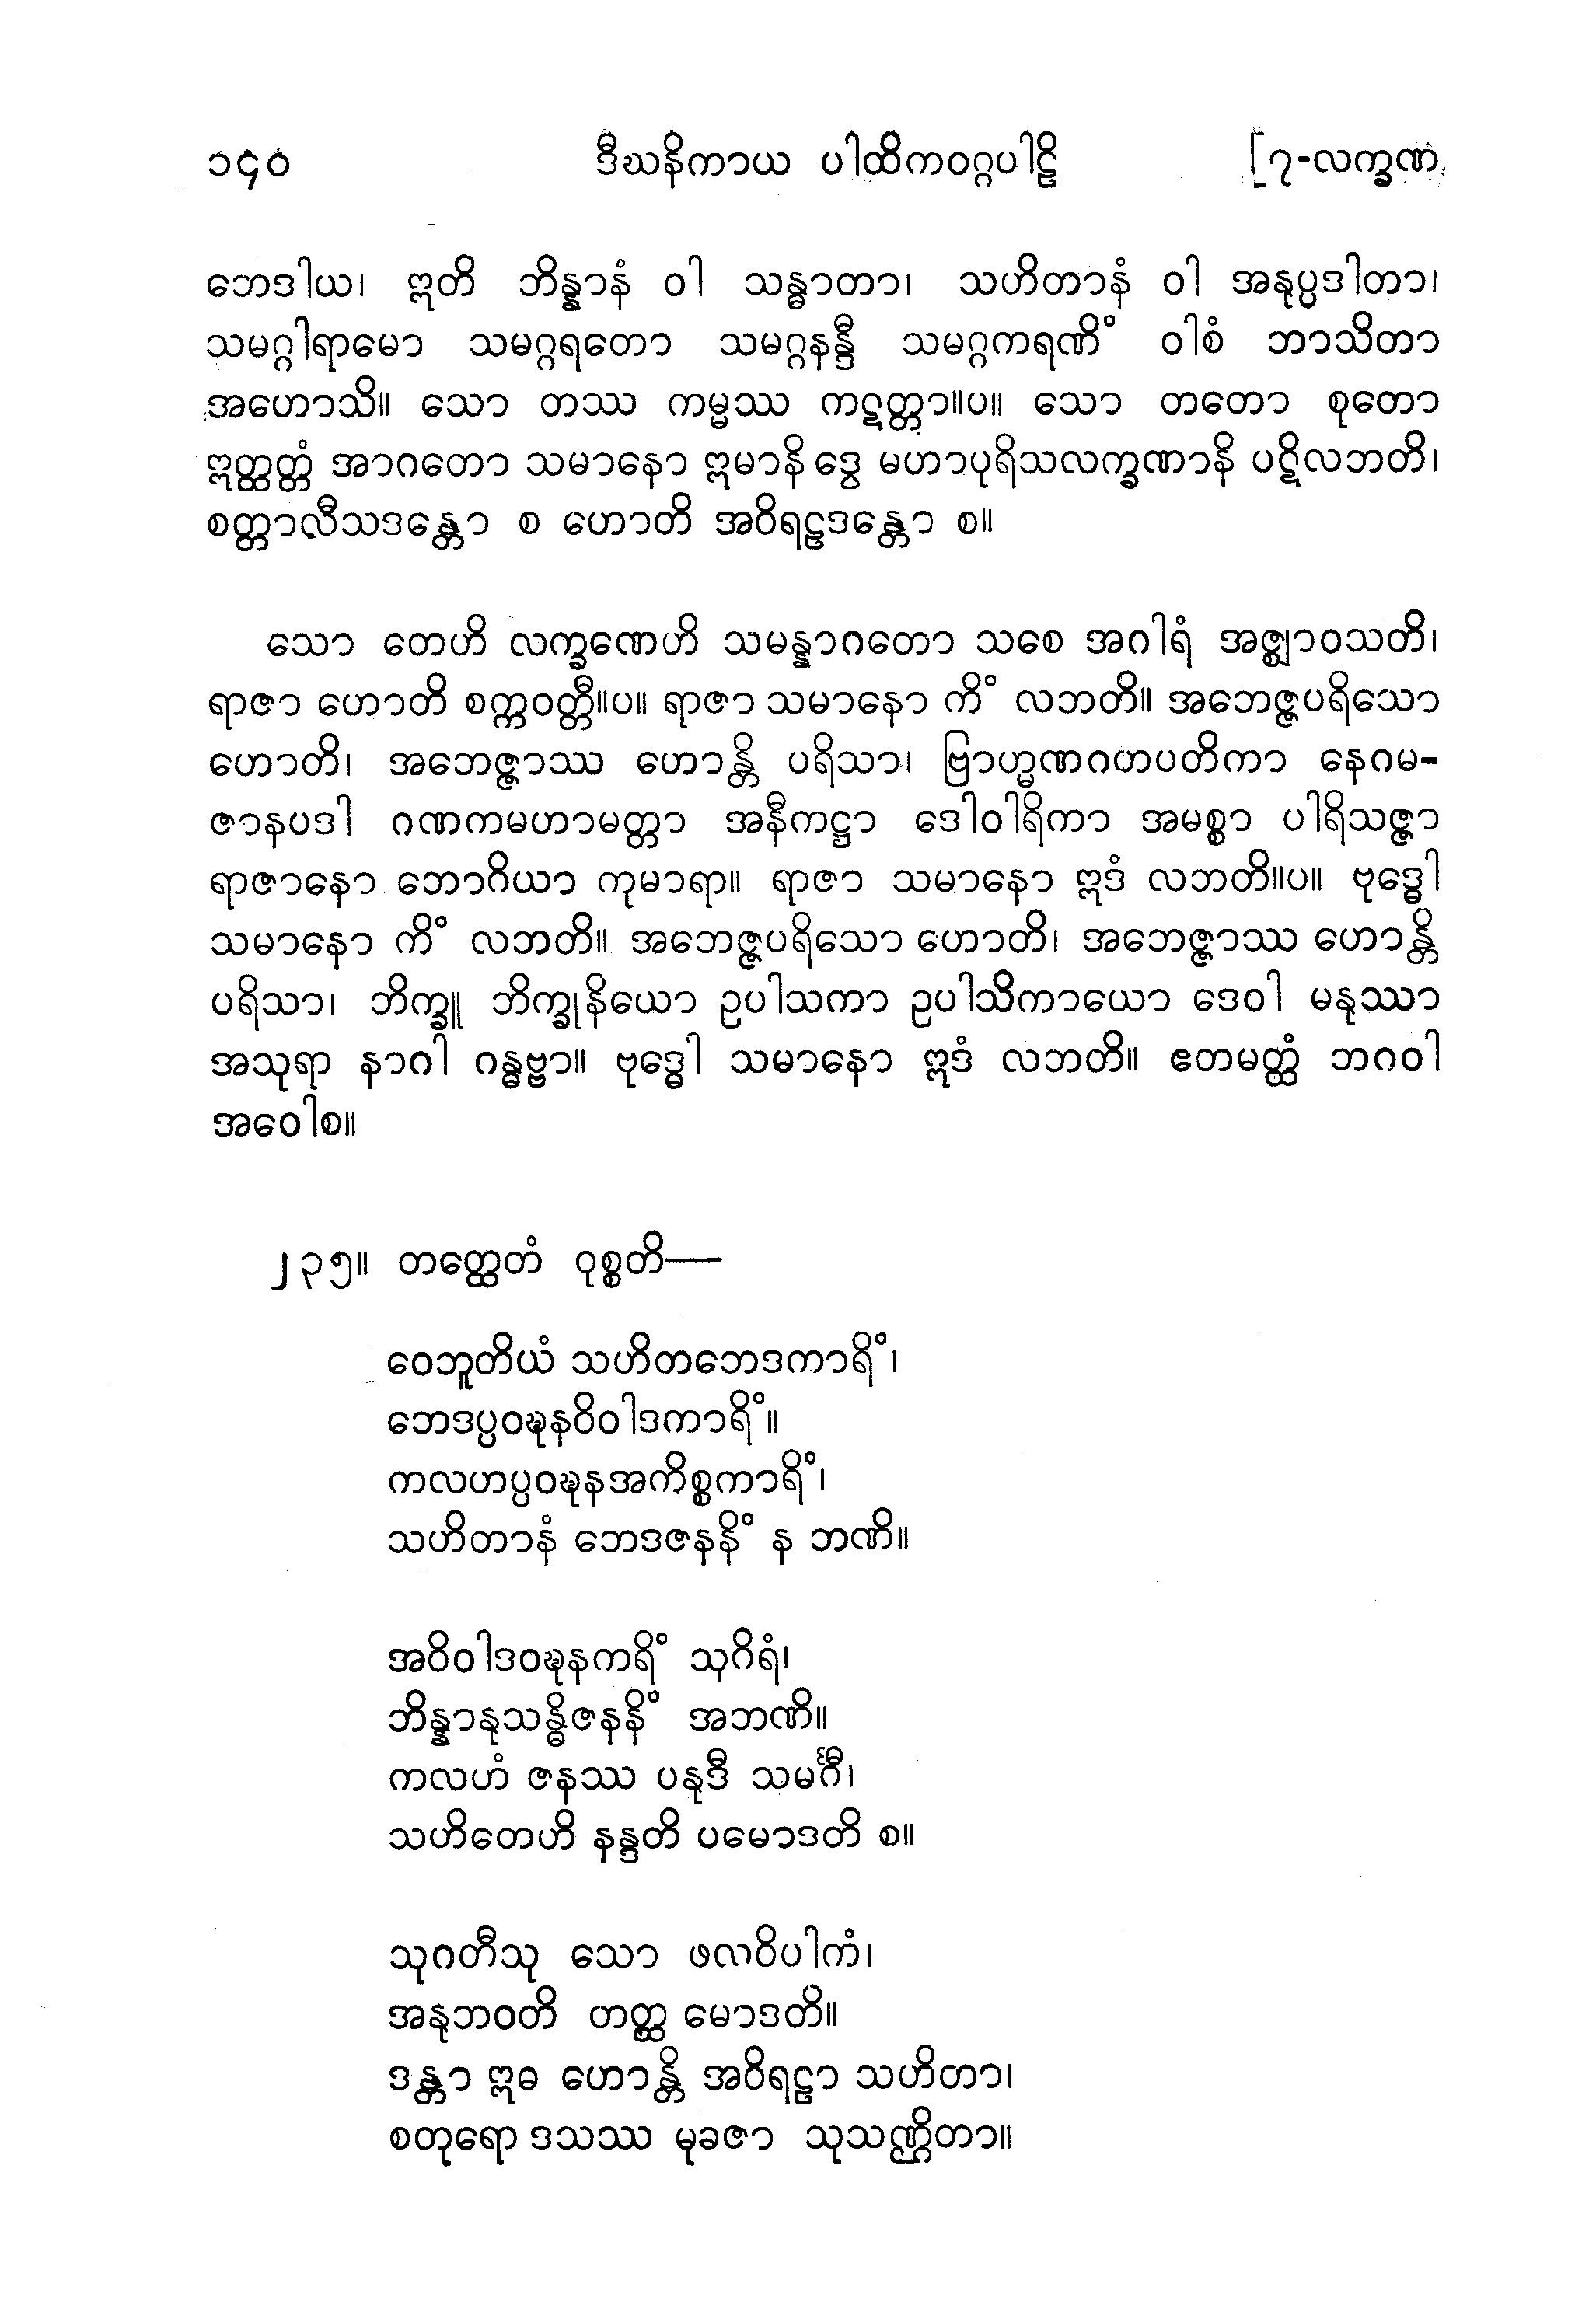 ၁၄၀ ဒီဃနိကာယ ပါထိကဝဂ္ဂပါဠိ [၇-လက္ခဏ
ဘေဒါယ၊ ဣတိ ဘိန္နာနံ ဝါ သန္ဓာတာ၊ သဟိတာနံ ဝါ အနုပ္ပဒါတာ၊
သမဂ္ဂါရာမော သမဂ္ဂရတော သမဂ္ဂနန္ဒီ သမဂ္ဂကရဏိံ ဝါစံ ဘာသိတာ
အဟောသိ။ သော တဿ ကမ္မဿ ကဋတ္တာ။ပ။ သော တတော စုတော
ဣတ္ထတ္တံ အာဂတော သမာနော ဣမာနိ ဒွေ မဟာပုရိသလက္ခဏာနိ ပဋိလဘတိ၊
စတ္တာလီသဒန္တော စ ဟောတိ အဝိရဠဒန္တော စ။
သော တေဟိ လက္ခဏေဟိ သမန္နာဂတော သစေ အဂါရံ အဇ္ဈာဝသတိ၊
ရာဇာ ဟောတိ စက္ကဝတ္တီ။ပ။ ရာဇာ သမာနော ကိံ လဘတိ။ အဘေဇ္ဇပရိသော
ဟောတိ၊ အဘေဇ္ဇာဿ ဟောန္တိ ပရိသာ၊ ဗြာဟ္မဏဂဟပတိကာ နေဂမ-
ဇာနပဒါ ဂဏကမဟာမတ္တာ အနီကဋ္ဌာ ဒေါဝါရိကာ အမစ္စာ ပါရိသဇ္ဇာ
ရာဇာနော ဘောဂိယာ ကုမာရာ။ ရာဇာ သမာနော ဣဒံ လဘတိ။ပ။ ဗုဒ္ဓေါ
သမာနော ကိံ လဘတိ။ အဘေဇ္ဇပရိသော ဟောတိ၊ အဘေဇ္ဇာဿ ဟောန္တိ
ပရိသာ၊ ဘိက္ခူ ဘိက္ခုနိယော ဥပါသကာ ဥပါသိကာယော ဒေဝါ မနုဿာ
အသုရာ နာဂါ ဂန္ဓဗ္ဗာ။ ဗုဒ္ဓေါ သမာနော ဣဒံ လဘတိ။ ဧတမတ္ထံ ဘဂဝါ
အဝေါစ။
၂၃၅။ တတ္ထေတံ ဝုစ္စတိ—
ဝေဘူတိယံ သဟိတဘေဒကာရိံ၊
ဘေဒပ္ပဝဍ္ဎနဝိဝါဒကာရိံ။
ကလဟပ္ပဝဍ္ဎနအကိစ္စကာရိံ၊
သဟိတာနံ ဘေဒဇနနိံ န ဘဏိ။
အဝိဝါဒဝဍ္ဎနကရိံ သုဂိရံ၊
ဘိန္နာနုသန္ဓိဇနနိံ အဘဏိ။
ကလဟံ ဇနဿ ပနုဒီ သမင်္ဂီ၊
သဟိတေဟိ နန္ဒတိ ပမောဒတိ စ။
သုဂတီသု သော ဖလဝိပါကံ၊
အနုဘဝတိ တတ္ထ မောဒတိ။
ဒန္တာ ဣဓ ဟောန္တိ အဝိရဠာ သဟိတာ၊
စတုရော ဒသဿ မုခဇာ သုသဏ္ဌိတာ။